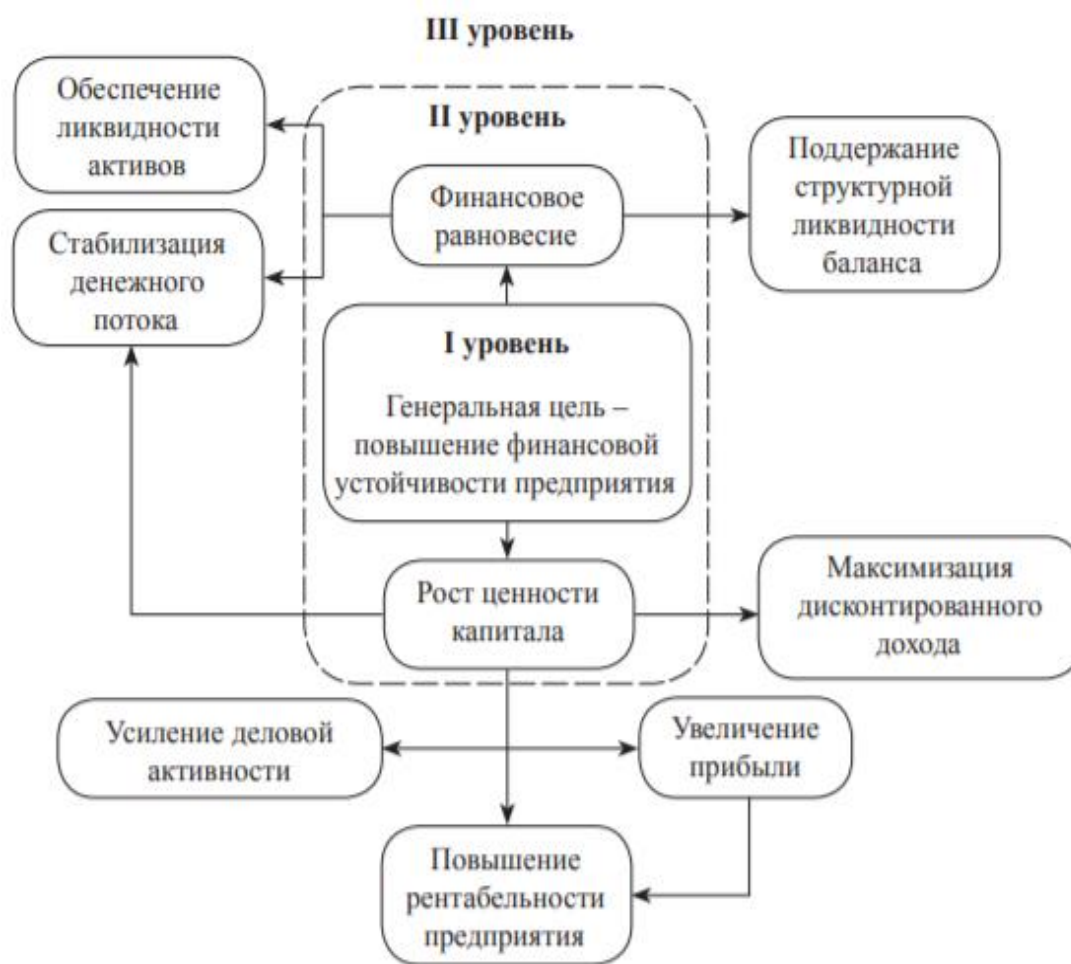 III уровень
Обеспечение
ликвидности
активов
II уровень
Поддержание
структурной
ликвидности
баланса
Финансовое
равновесие
Стабилизация
денежного
потока
I уровень
Генеральная цель –
повышение финансовой
устойчивости предприятия
Рост ценности
капитала
Максимизация
дисконтированного
дохода
Усиление деловой
активности
Увеличение
прибыли
Повышение
рентабельности
предприятия